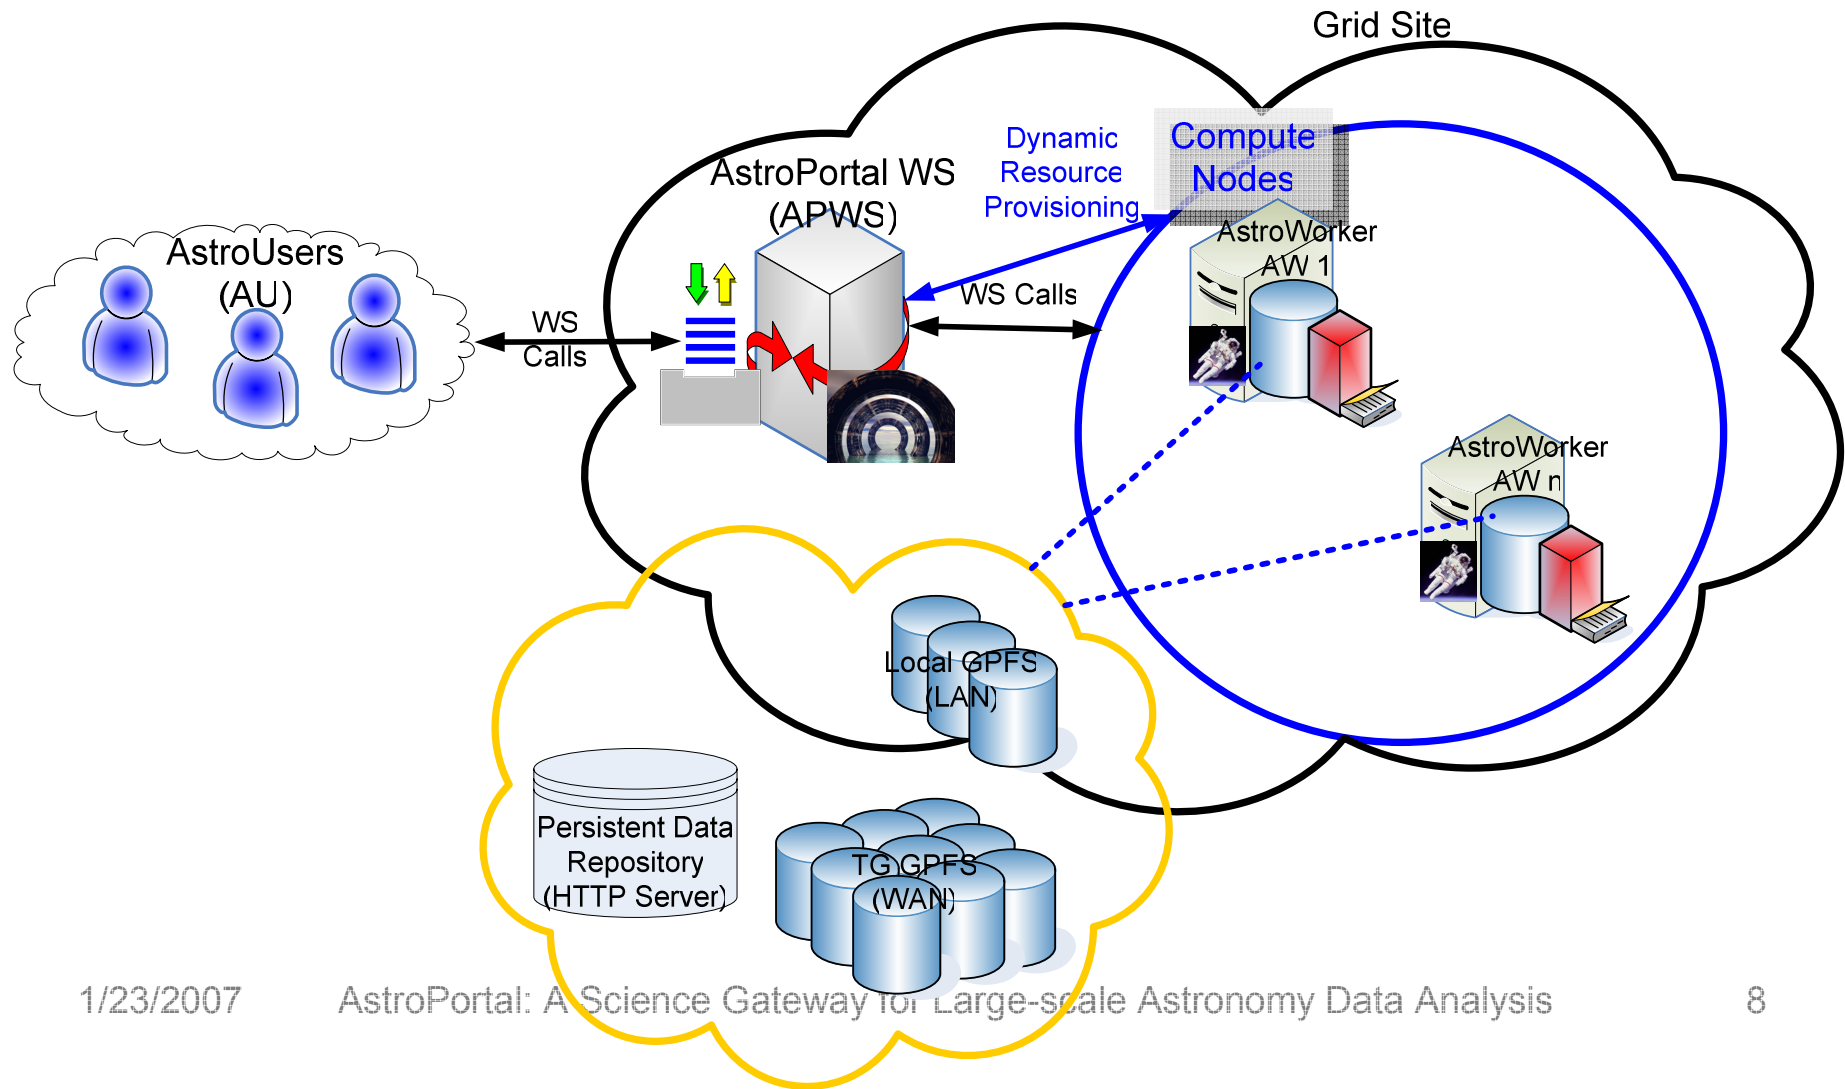 Grid Site
Dynamic
Resource
Provisioning
Compute
Nodes
AstroPortal WS
(APWS)
AstroUsers
(AU)
WS
Calls
WS Calls
AstroWorker
AW 1
AstroWorker
AW n
Local GPFS
(LAN)
Persistent Data
Repository
(HTTP Server)
TG GPFS
(WAN)
1/23/2007
AstroPortal: A Science Gateway for Large-scale Astronomy Data Analysis
8